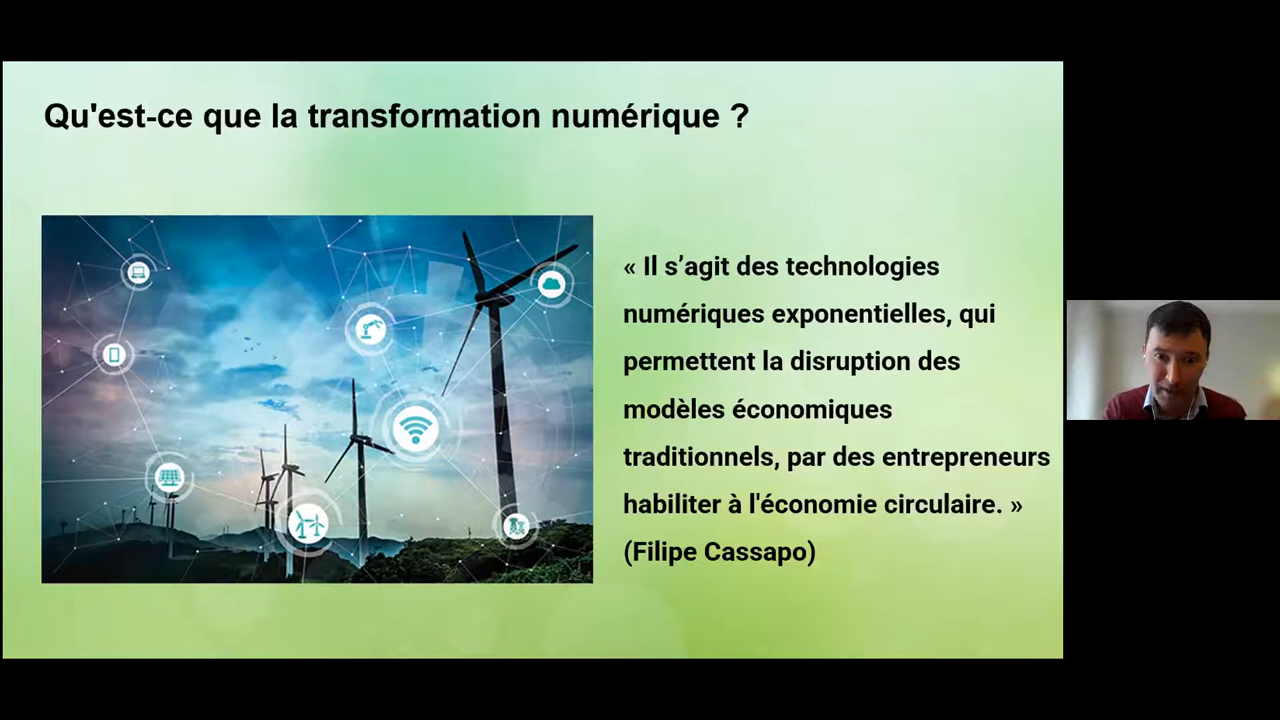 Qu'est-ce que la transformation numérique ?
« Il s’agit des technologies
numériques exponentielles, qui
permettent la disruption des
modèles économiques
traditionnels, par des entrepreneurs
habiliter à l'économie circulaire. »
(Filipe Cassapo)